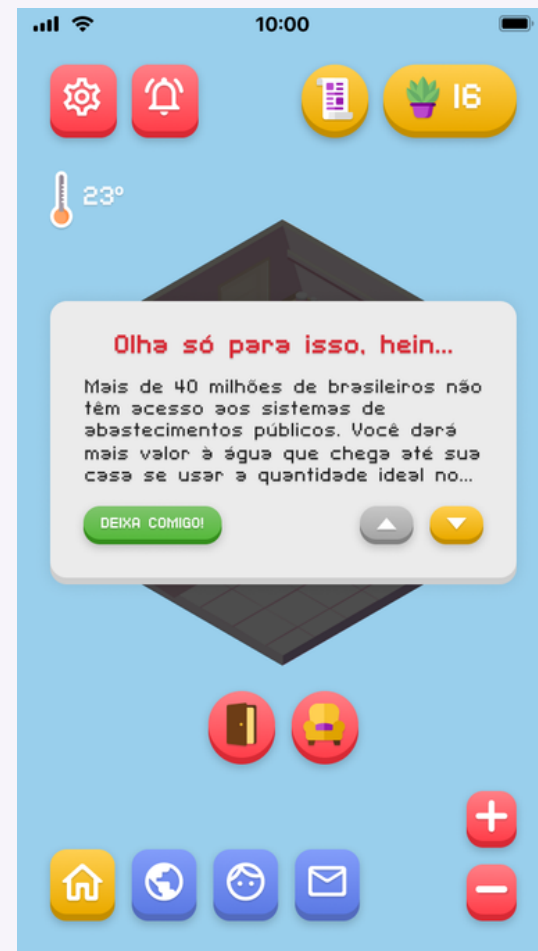 10:00
16
23°
Olha só para isso, hein...
Mais de 40 milhões de brasileiros não
têm acesso aos sistemas de
abastecimentos públicos. Você dará
mais valor à água que chega até sua
casa se usar a quantidade ideal no...
DEIXA COMIGO!